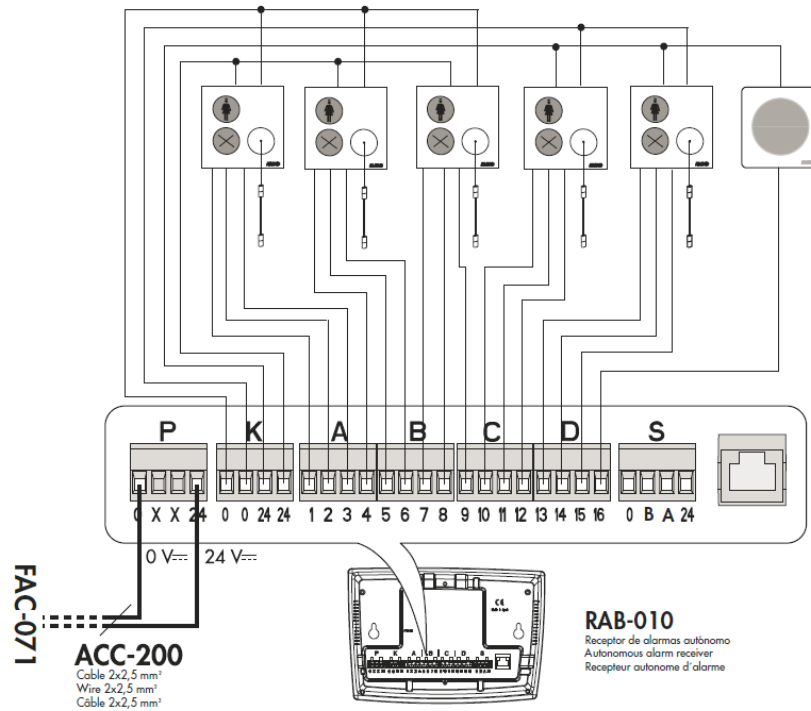 P K A B C D S
0 X X 24 0 0 24 24 1 2 3 4 5 6 7 8 9 10 11 12 13 14 15 16 0 B A 24
0 V⎓ 24 V⎓
FAC-071
ACC-200
Cable 2x2,5 mm²
Wire 2x2,5 mm²
Câble 2x2,5 mm²
CE
P K A B C D S
RAB-010
Receptor de alarmas autónomo
Autonomous alarm receiver
Recepteur autonome d´alarme